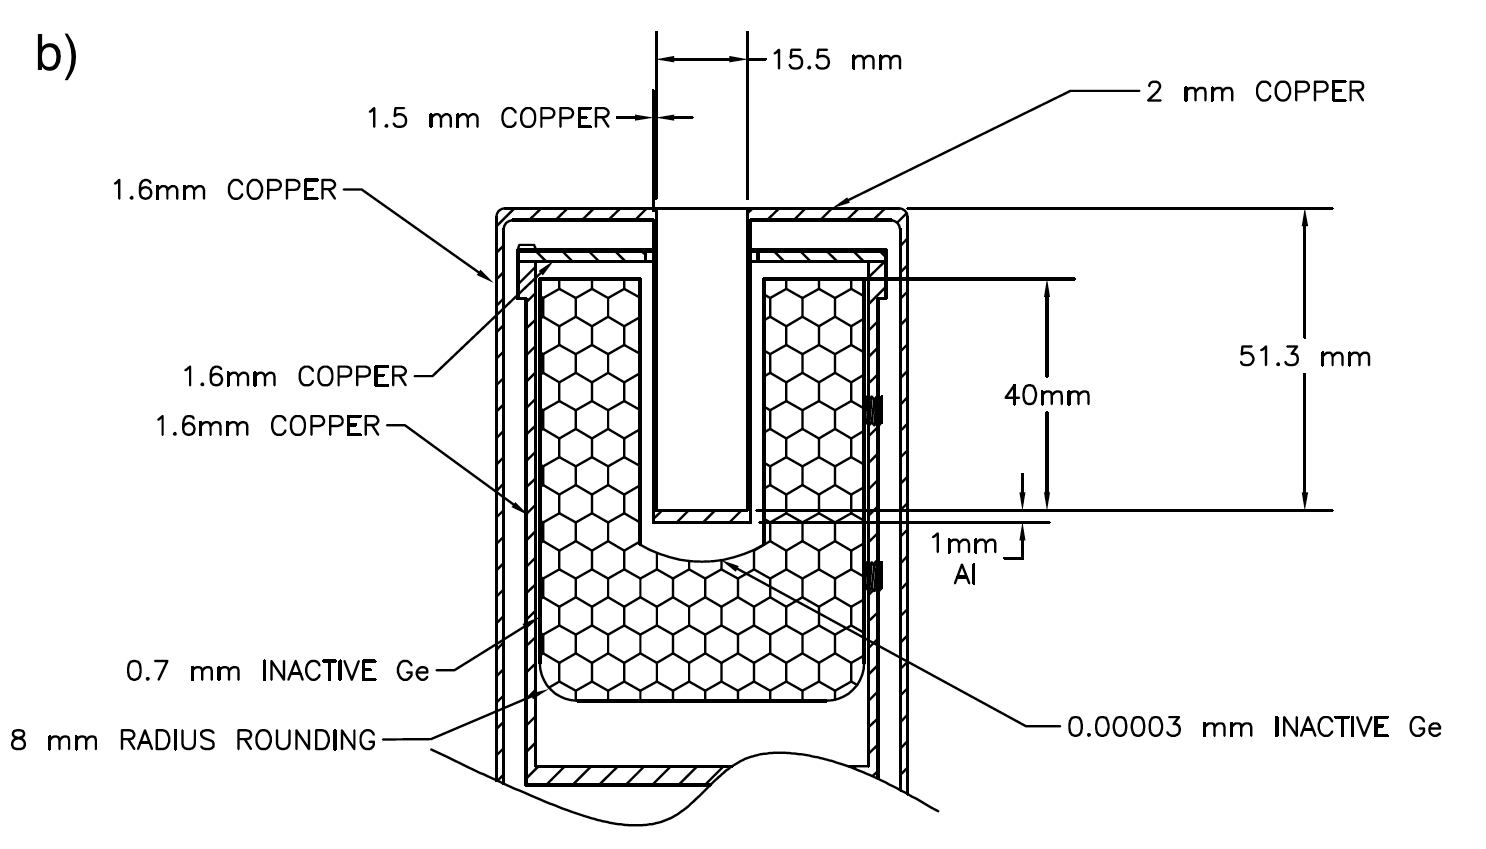 b)
15.5 mm
2 mm COPPER
1.5 mm COPPER
1.6mm COPPER
51.3 mm
1.6mm COPPER
40mm
1.6mm COPPER
1mm
Al
0.7 mm INACTIVE Ge
0.00003 mm INACTIVE Ge
8 mm RADIUS ROUNDING